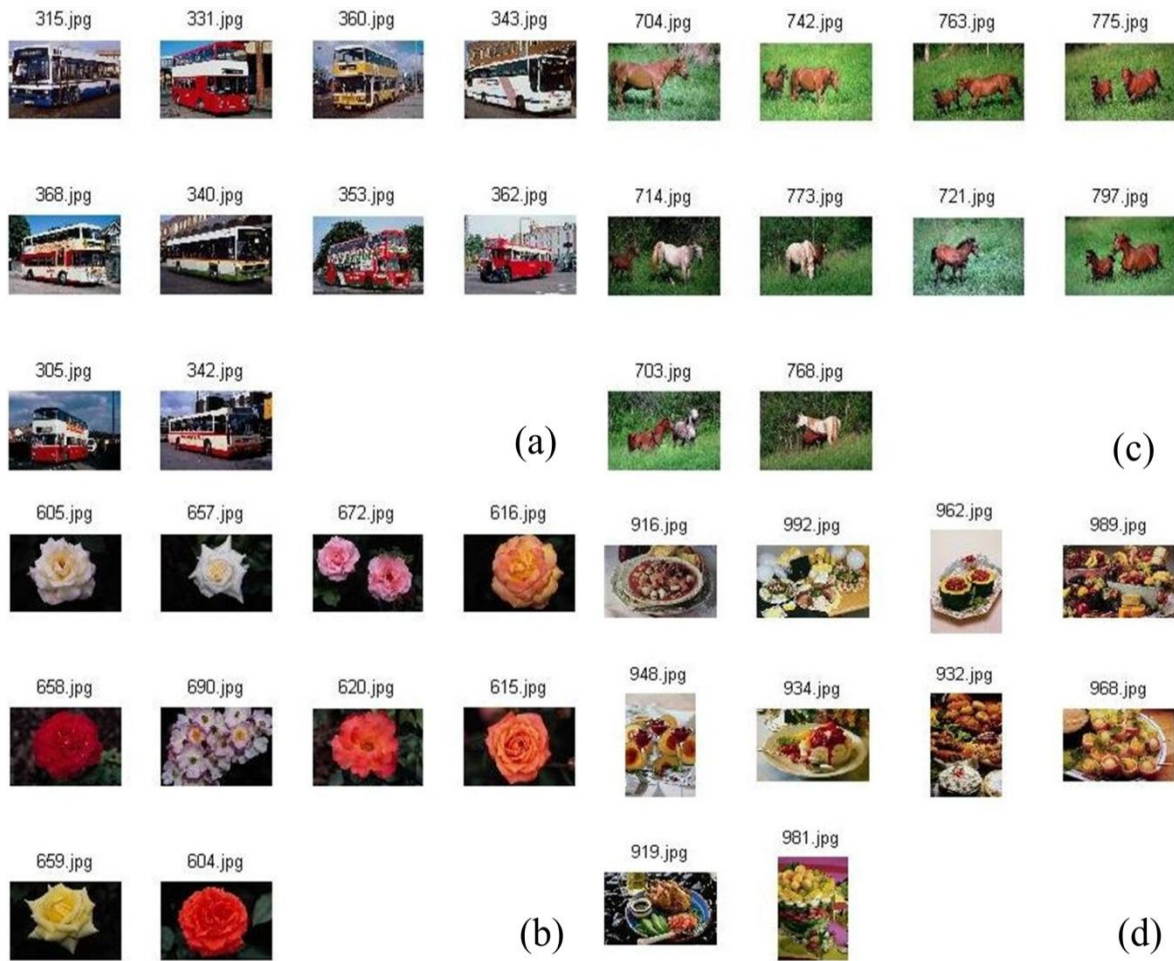 315.jpg 331.jpg 360.jpg 343.jpg
368.jpg 340.jpg 353.jpg 362.jpg
305.jpg 342.jpg
(a)
704.jpg 742.jpg 763.jpg 775.jpg
714.jpg 773.jpg 721.jpg 797.jpg
703.jpg 768.jpg
(c)
605.jpg 657.jpg 672.jpg 616.jpg
658.jpg 690.jpg 620.jpg 615.jpg
659.jpg 604.jpg
(b)
916.jpg 992.jpg 962.jpg 989.jpg
948.jpg 934.jpg 932.jpg 968.jpg
919.jpg 981.jpg
(d)